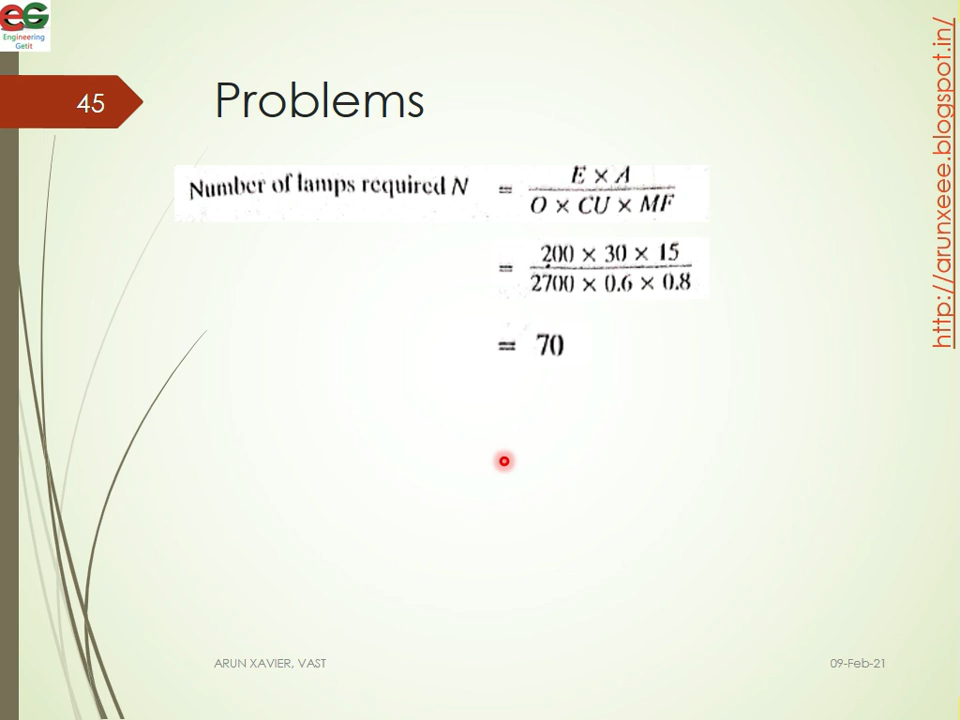 EG
Engineering
Getit
45
Problems
http://arunxeee.blogspot.in/
Number of lamps required N = E × A / O × CU × MF
= 200 × 30 × 15 / 2700 × 0.6 × 0.8
= 70
ARUN XAVIER, VAST
09-Feb-21